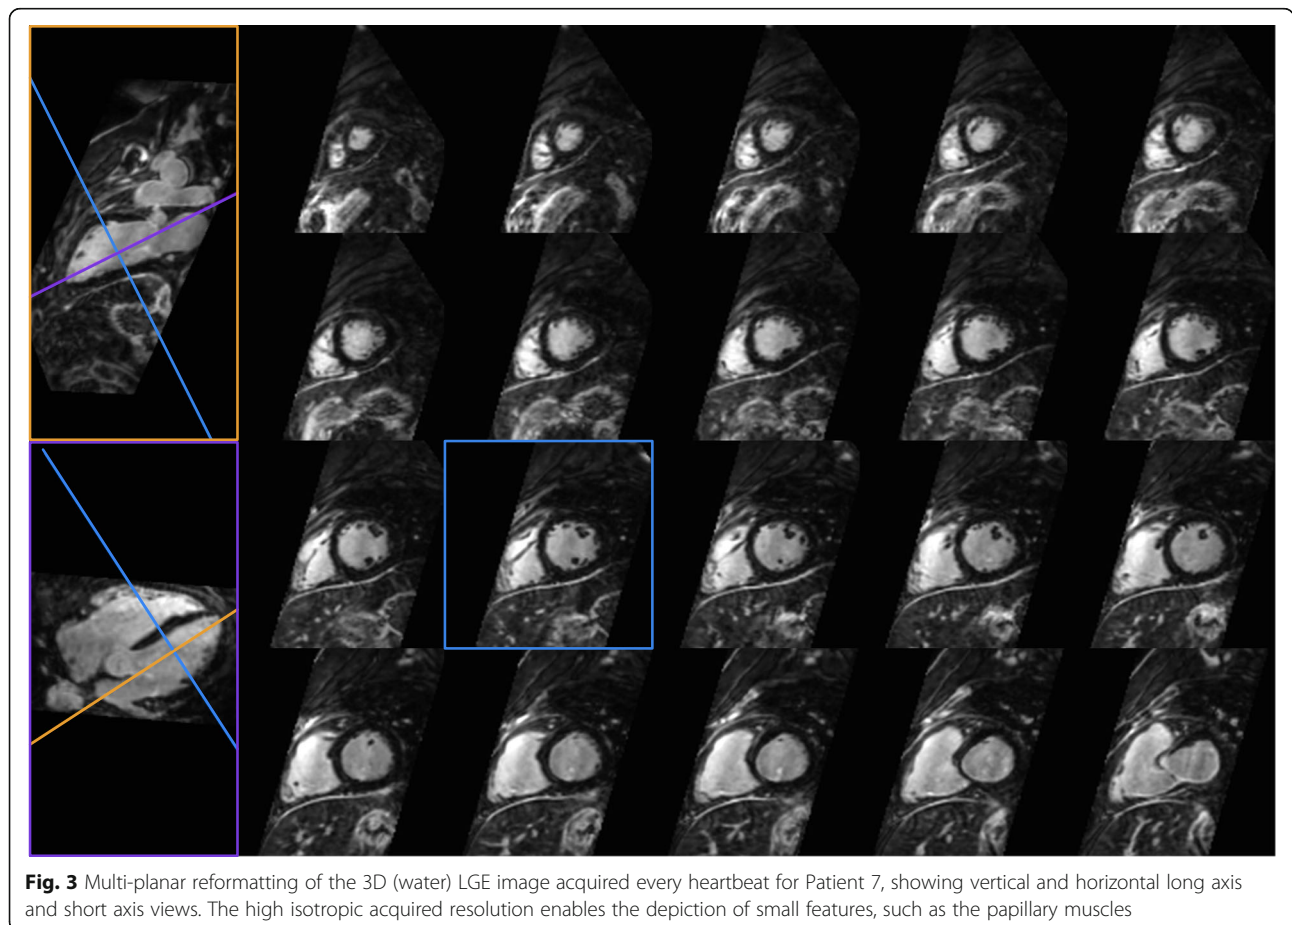 Fig. 3 Multi-planar reformatting of the 3D (water) LGE image acquired every heartbeat for Patient 7, showing vertical and horizontal long axis
and short axis views. The high isotropic acquired resolution enables the depiction of small features, such as the papillary muscles